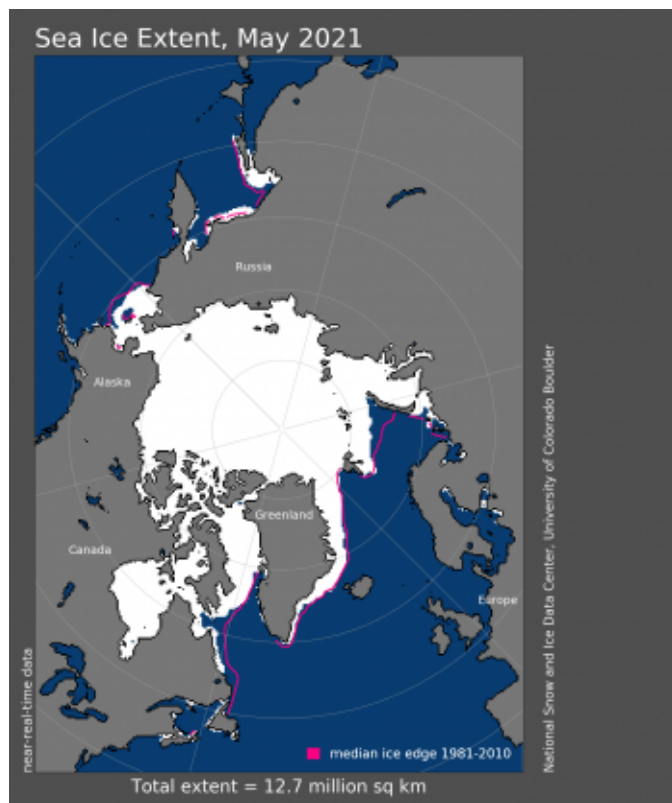 Sea Ice Extent, May 2021
Russia
Alaska
Greenland
Canada
Europe
near-real-time data
National Snow and Ice Data Center, University of Colorado Boulder
median ice edge 1981-2010
Total extent = 12.7 million sq km